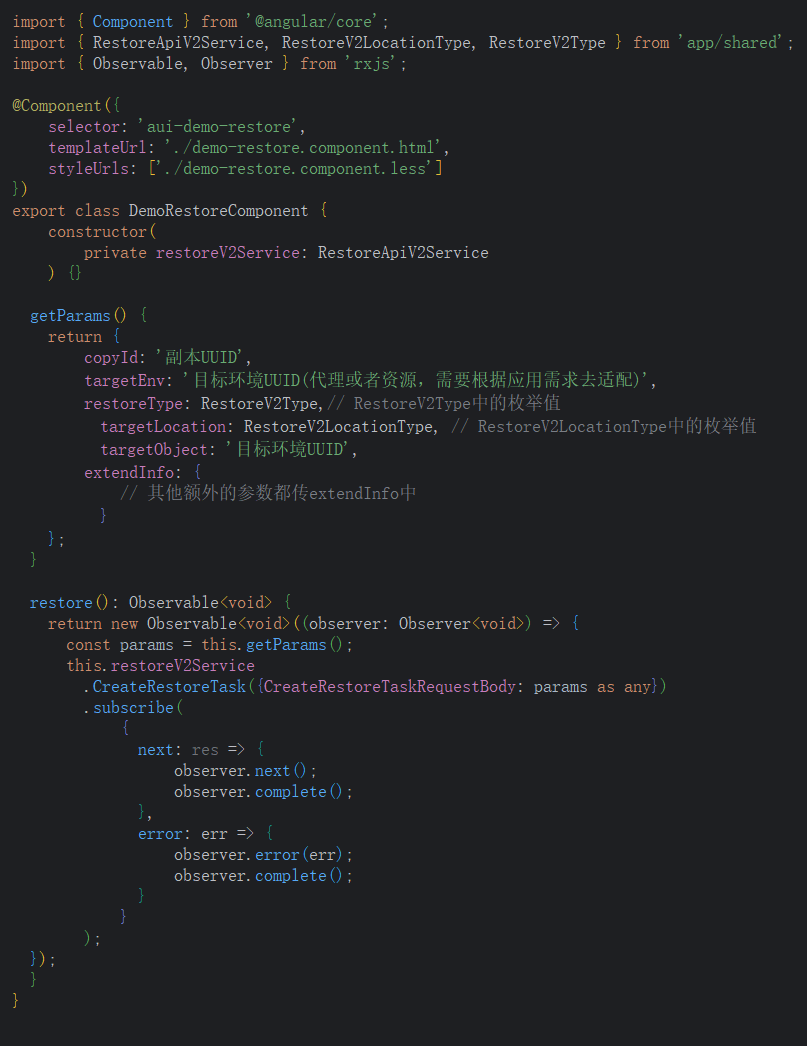 import { Component } from '@angular/core';
import { RestoreApiV2Service, RestoreV2LocationType, RestoreV2Type } from 'app/shared';
import { Observable, Observer } from 'rxjs';

@Component({
    selector: 'aui-demo-restore',
    templateUrl: './demo-restore.component.html',
    styleUrls: ['./demo-restore.component.less']
})
export class DemoRestoreComponent {
    constructor(
        private restoreV2Service: RestoreApiV2Service
    ) {}

  getParams() {
    return {
        copyId: '副本UUID',
        targetEnv: '目标环境UUID(代理或者资源，需要根据应用需求去适配)',
        restoreType: RestoreV2Type,// RestoreV2Type中的枚举值
          targetLocation: RestoreV2LocationType, // RestoreV2LocationType中的枚举值
          targetObject: '目标环境UUID',
        extendInfo: {
            // 其他额外的参数都传extendInfo中
          }
    };
  }

  restore(): Observable<void> {
    return new Observable<void>((observer: Observer<void>) => {
      const params = this.getParams();
      this.restoreV2Service
        .CreateRestoreTask({CreateRestoreTaskRequestBody: params as any})
        .subscribe(
            {
              next: res => {
                  observer.next();
                  observer.complete();
              },
              error: err => {
                  observer.error(err);
                  observer.complete();
              }
            }
        );
  });
  }
}